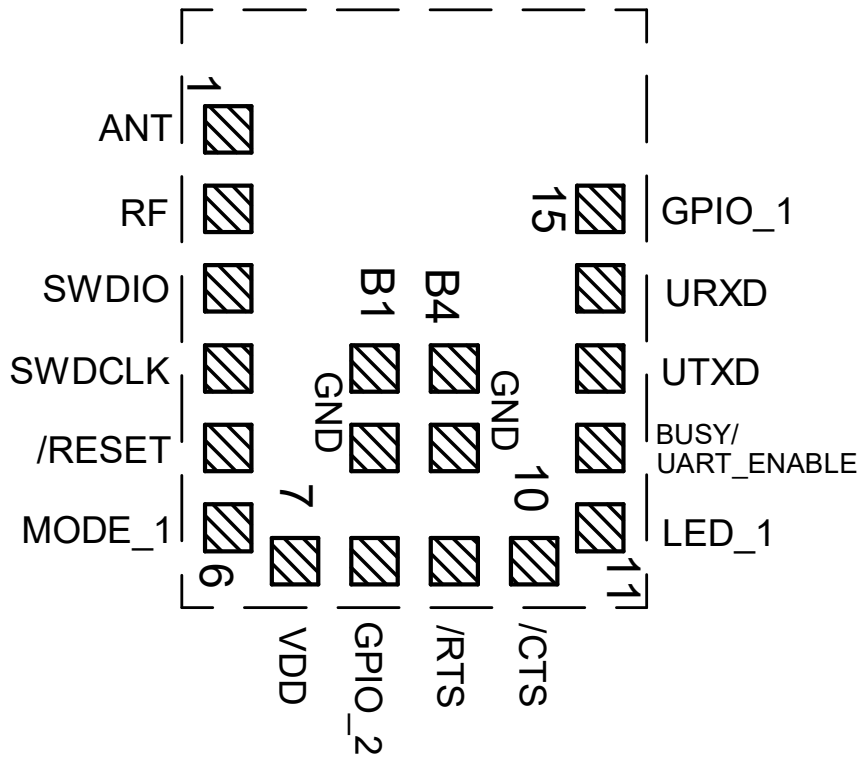 1
ANT
RF
SWDIO
SWDCLK
/RESET
MODE_1
6
B1
B4
GND
GND
7
10
VDD
GPIO_2
/RTS
/CTS
15
GPIO_1
URXD
UTXD
BUSY/
UART_ENABLE
LED_1
11